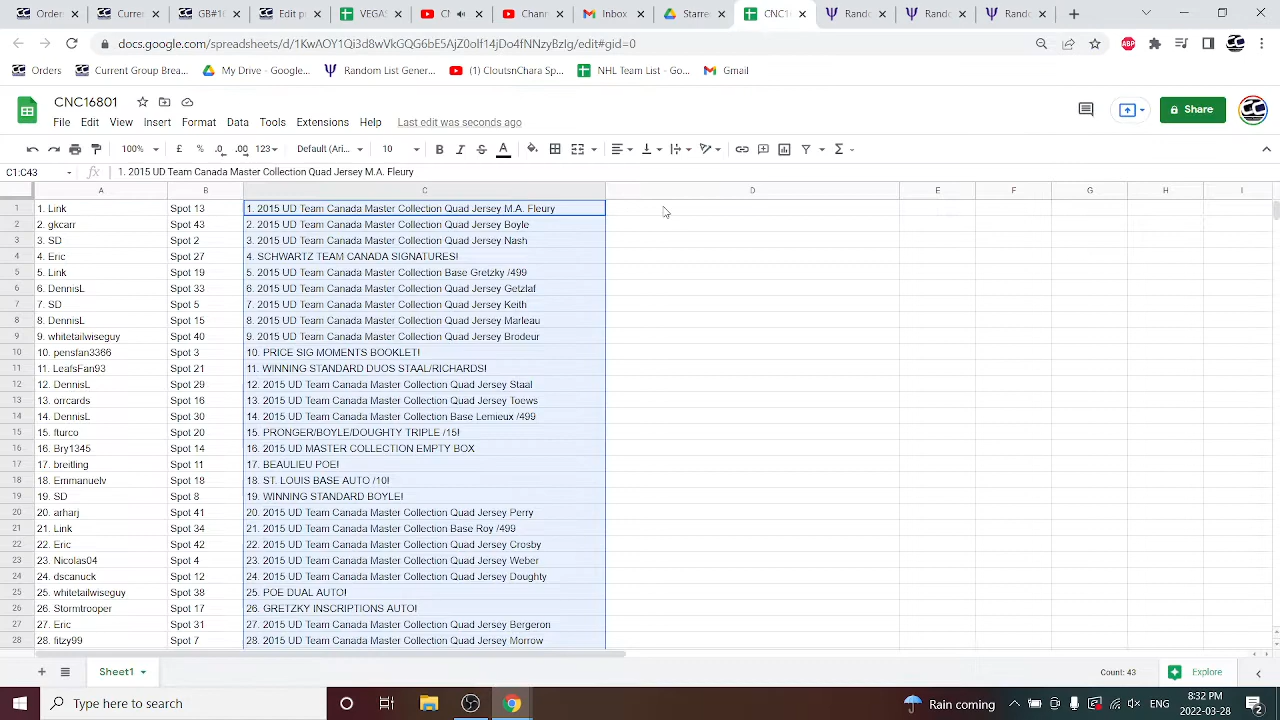 Curre
GB#1
Edit p
VEGA
Cl
Chann
Inbox
Starre
CNC16
Rando
Rando
Rando
docs.google.com/spreadsheets/
/edit#gid=0
Orders
Current Group Brea...
My Drive - Google...
Random List Gener...
(1) CloutsnChara Sp...
NHL Team List - Go...
Gmail
CNC16801
File Edit View Insert Format Data Tools Extensions Help Last edit was seconds ago
Share
100% £ % .0 .00 123 Default (Ari... 10 B I S A
C1:C43 fx 1. 2015 UD Team Canada Master Collection Quad Jersey M.A. Fleury
A B C D E F G H I
1 1. Link Spot 13 1. 2015 UD Team Canada Master Collection Quad Jersey M.A. Fleury
2 2. gkcarr Spot 43 2. 2015 UD Team Canada Master Collection Quad Jersey Boyle
3 3. SD Spot 2 3. 2015 UD Team Canada Master Collection Quad Jersey Nash
4 4. Eric Spot 27 4. SCHWARTZ TEAM CANADA SIGNATURES!
5 5. Link Spot 19 5. 2015 UD Team Canada Master Collection Base Gretzky /499
6 6. DennisL Spot 33 6. 2015 UD Team Canada Master Collection Quad Jersey Getzlaf
7 7. SD Spot 5 7. 2015 UD Team Canada Master Collection Quad Jersey Keith
8 8. DennisL Spot 15 8. 2015 UD Team Canada Master Collection Quad Jersey Marleau
9 9. whitetailwiseguy Spot 40 9. 2015 UD Team Canada Master Collection Quad Jersey Brodeur
10 10. pensfan3366 Spot 3 10. PRICE SIG MOMENTS BOOKLET!
11 11. LeafsFan93 Spot 21 11. WINNING STANDARD DUOS STAAL/RICHARDS!
12 12. DennisL Spot 29 12. 2015 UD Team Canada Master Collection Quad Jersey Staal
13 13. orrcards Spot 16 13. 2015 UD Team Canada Master Collection Quad Jersey Toews
14 14. DennisL Spot 30 14. 2015 UD Team Canada Master Collection Base Lemieux /499
15 15. fturco Spot 20 15. PRONGER/BOYLE/DOUGHTY TRIPLE /15!
16 16. Bry1345 Spot 14 16. 2015 UD MASTER COLLECTION EMPTY BOX
17 17. breitling Spot 11 17. BEAULIEU POE!
18 18. Emmanuelv Spot 18 18. ST. LOUIS BASE AUTO /10!
19 19. SD Spot 8 19. WINNING STANDARD BOYLE!
20 20. arharj Spot 41 20. 2015 UD Team Canada Master Collection Quad Jersey Perry
21 21. Link Spot 34 21. 2015 UD Team Canada Master Collection Base Roy /499
22 22. Eric Spot 42 22. 2015 UD Team Canada Master Collection Quad Jersey Crosby
23 23. Nicolas04 Spot 4 23. 2015 UD Team Canada Master Collection Quad Jersey Weber
24 24. dscanuck Spot 12 24. 2015 UD Team Canada Master Collection Quad Jersey Doughty
25 25. whitetailwiseguy Spot 38 25. POE DUAL AUTO!
26 26. Stormtrooper Spot 17 26. GRETZKY INSCRIPTIONS AUTO!
27 27. Eric Spot 31 27. 2015 UD Team Canada Master Collection Quad Jersey Bergeron
28 28. fitzy99 Spot 7 28. 2015 UD Team Canada Master Collection Quad Jersey Morrow
Sheet1 Count: 43 Explore
Type here to search
Rain coming
8:32 PM
2022-03-28